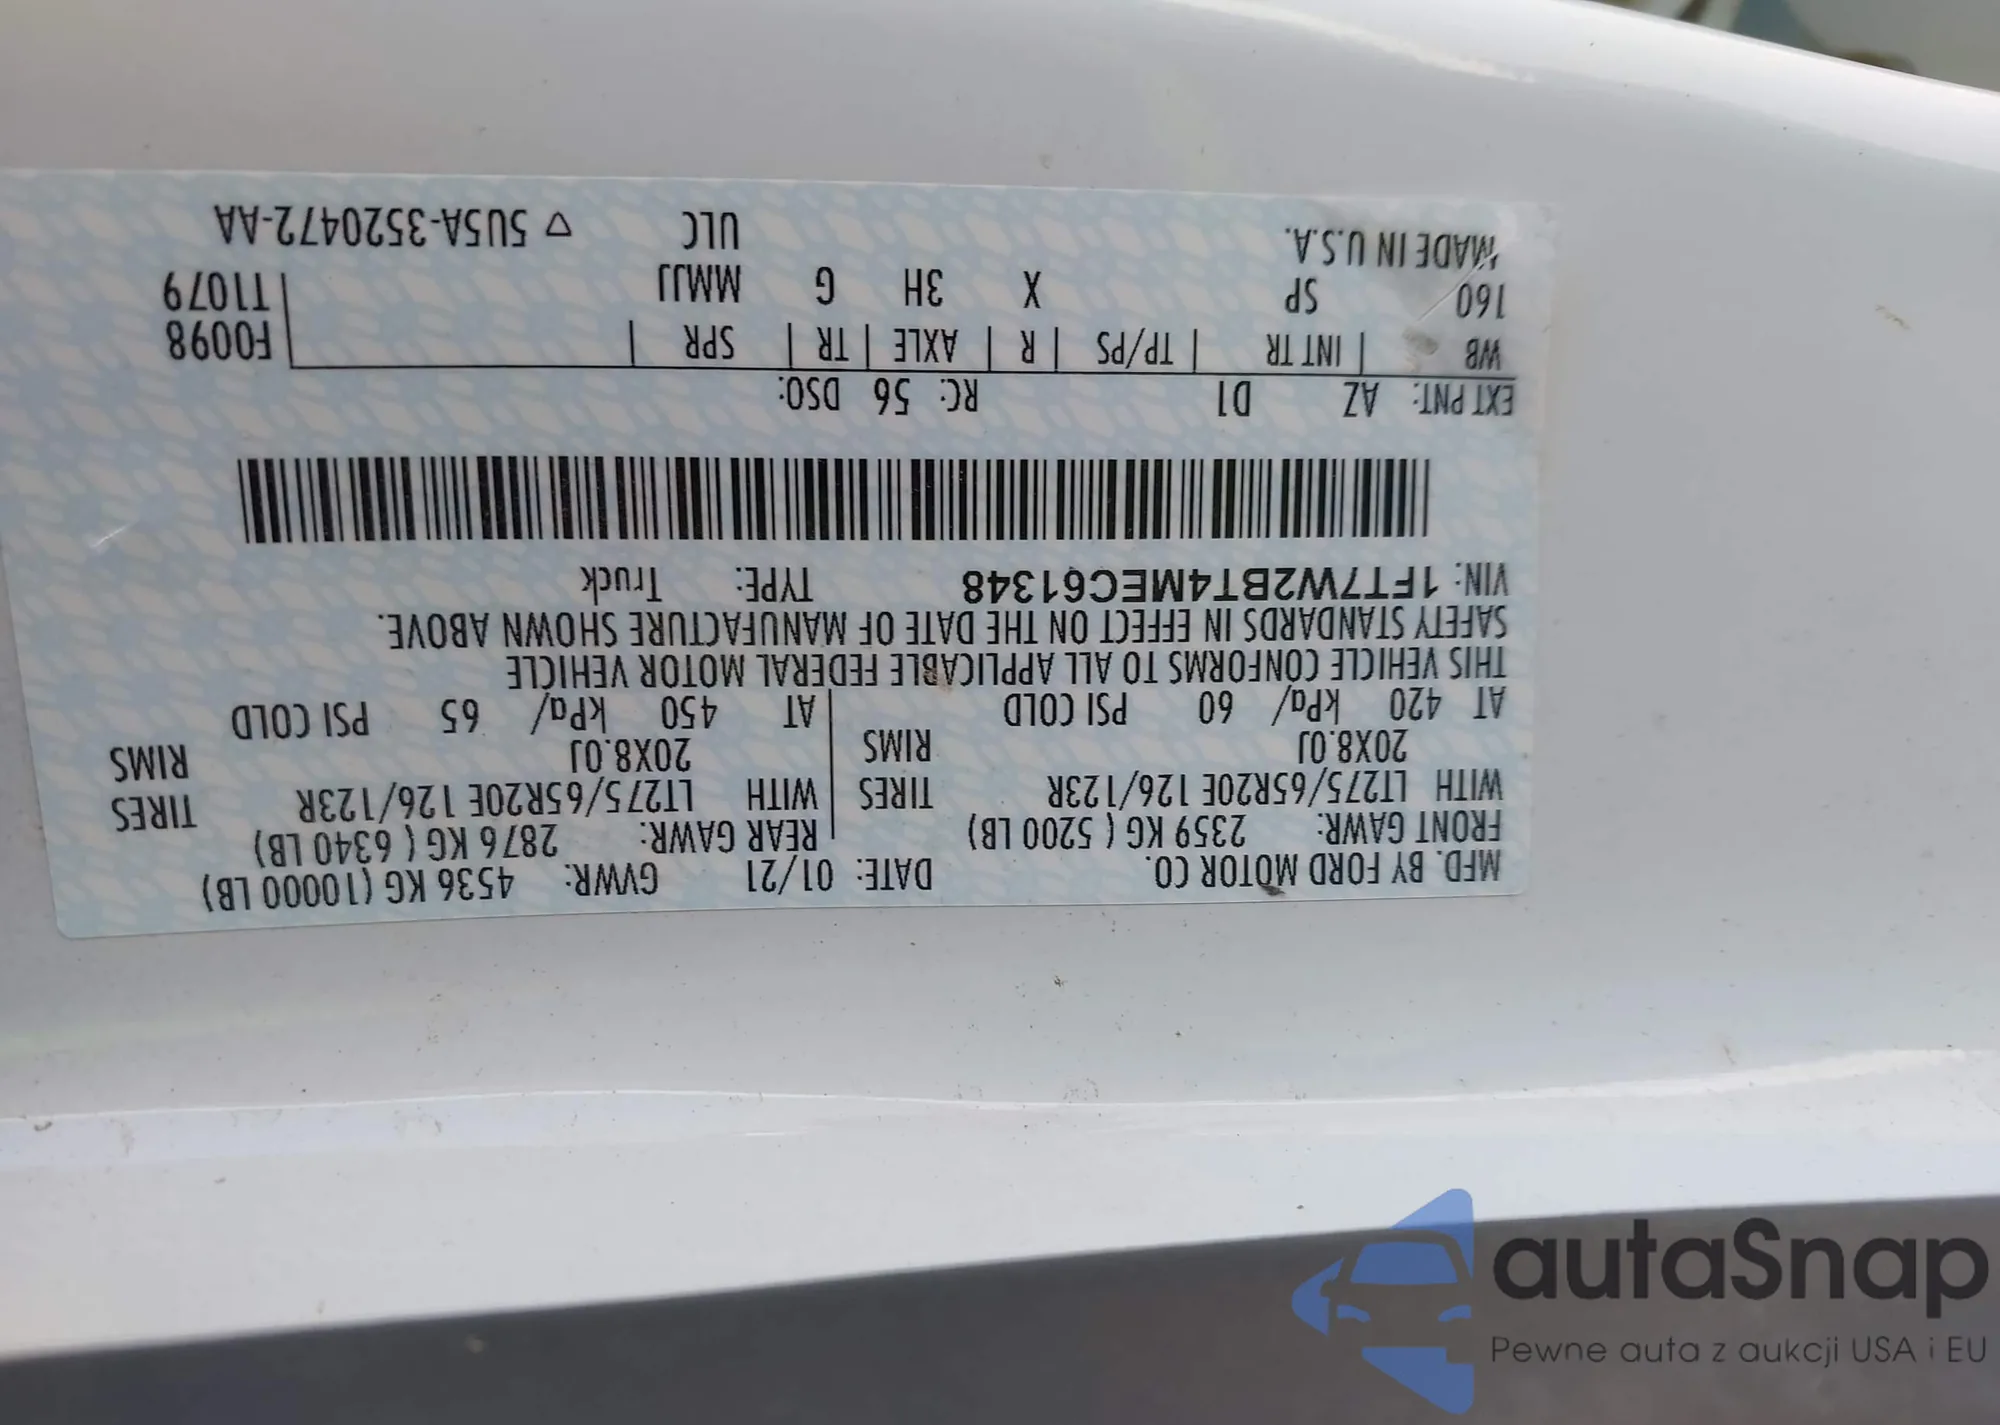 MFD. BY FORD MOTOR CO. DATE: 01/21 GVWR: 4536 KG (10000 LB)
FRONT GAWR: 2359 KG (5200 LB) REAR GAWR: 2876 KG (6340 LB)
WITH LT275/65R20E 126/123R TIRES WITH LT275/65R20E 126/123R TIRES
20X8.0J RIMS 20X8.0J RIMS
AT 420 kPa/ 60 PSI COLD AT 450 kPa/ 65 PSI COLD
THIS VEHICLE CONFORMS TO ALL APPLICABLE FEDERAL MOTOR VEHICLE
SAFETY STANDARDS IN EFFECT ON THE DATE OF MANUFACTURE SHOWN ABOVE.
VIN: 1FT7W2BT4MEC61348 TYPE: Truck
EXT PNT: AZ D1 RC: 56 DSO:
WB | INT TR | TP/PS | R | AXLE | TR | SPR | F0098
160 SP X 3H G MMJJ T1079
MADE IN U.S.A. ULC ▽ 5U5A-3520472-AA
autaSnap
Pewne auta z aukcji USA i EU